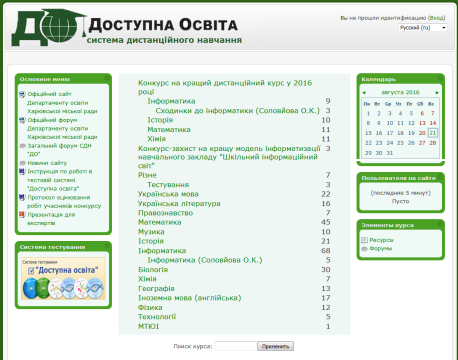 Доступна Освіта
система дистанційного навчання
Вы не прошли идентификацию (Вход)
Русский (ru)
Основное меню
Офіційний сайт
Департаменту освіти
Харківської міської ради
Офіційний форум
Департаменту освіти
Харківської міської ради
Загальний форум СДН
"ДО"
Новини сайту
Інструкція по роботі в
тестовій системі
"Доступна освіта"
Протокол оцінювання
робіт учасників конкурсу
Презентація для
експертів
Система тестування
Система тестування
"Доступна освіта"
Конкурс на кращий дистанційний курс у 2016
році
Інформатика 9
Сходинки до інформатики (Соловйова О.К.) 3
Історія 10
Математика 11
Хімія 11
Конкурс-захист на кращу модель інформатизації 3
навчального закладу "Шкільний інформаційний
світ"
Різне 7
Тестування 3
Українська мова 22
Українська література 16
Правознавство 7
Математика 45
Музика 10
Історія 21
Інформатика 68
Інформатика (Соловйова О.К.) 5
Біологія 30
Хімія 7
Географія 13
Іноземна мова (англійська) 17
Фізика 12
Технології 5
МТЮІ 1
Поиск курса: Применить
Календарь
◄ августа 2016 ►
Пн Вт Ср Чт Пт Сб Вс
1 2 3 4 5 6 7
8 9 10 11 12 13 14
15 16 17 18 19 20 21
22 23 24 25 26 27 28
29 30 31
Пользователи на сайте
(последние 5 минут)
Пусто
Элементы курса
Ресурсы
Форумы